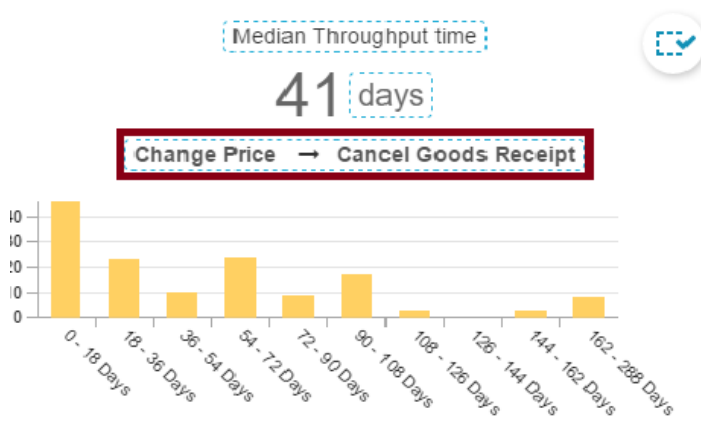 Median Throughput time
41 days
Change Price → Cancel Goods Receipt
0
0 - 18 Days
18 - 36 Days
36 - 54 Days
54 - 72 Days
72 - 90 Days
90 - 108 Days
108 - 126 Days
126 - 144 Days
144 - 162 Days
162 - 288 Days